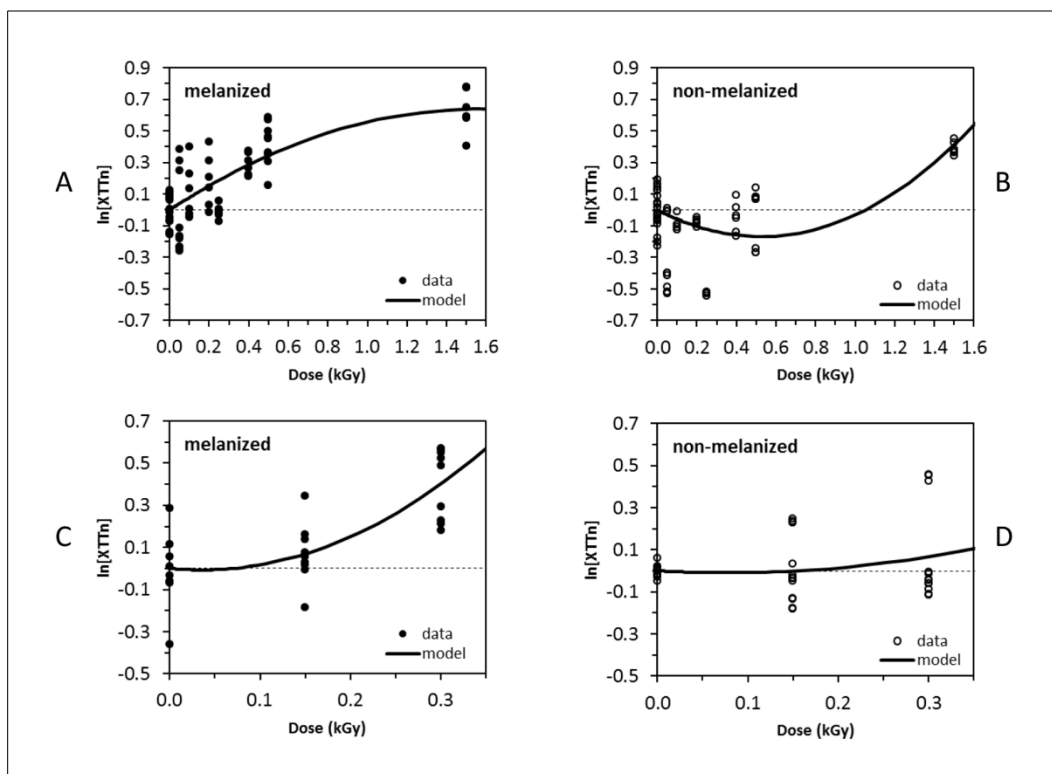 A
melanized
ln[XTTn]
0.9
0.7
0.5
0.3
0.1
-0.1
-0.3
-0.5
-0.7
data
model
0.0 0.2 0.4 0.6 0.8 1.0 1.2 1.4 1.6
Dose (kGy)
B
non-melanized
ln[XTTn]
0.9
0.7
0.5
0.3
0.1
-0.1
-0.3
-0.5
-0.7
data
model
0.0 0.2 0.4 0.6 0.8 1.0 1.2 1.4 1.6
Dose (kGy)
C
melanized
ln[XTTn]
0.7
0.5
0.3
0.1
-0.1
-0.3
-0.5
data
model
0.0 0.1 0.2 0.3
Dose (kGy)
D
non-melanized
ln[XTTn]
0.7
0.5
0.3
0.1
-0.1
-0.3
-0.5
data
model
0.0 0.1 0.2 0.3
Dose (kGy)